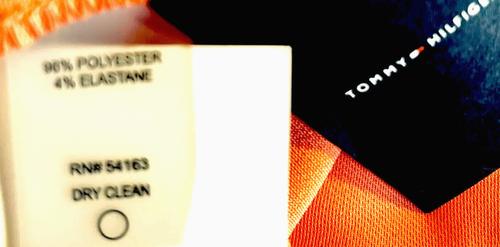 96% POLYESTER
4% ELASTANE
RN# 54163
DRY CLEAN
TOMMY HILFIGE